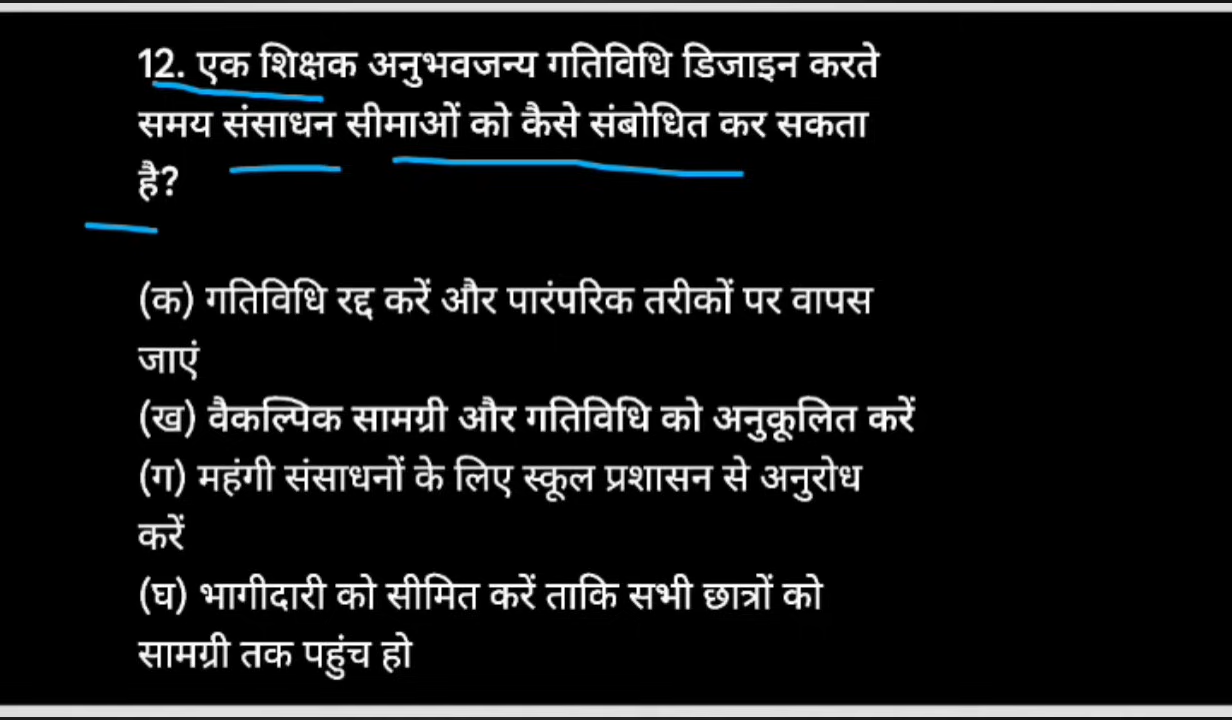 12. एक शिक्षक अनुभवजन्य गतिविधि डिजाइन करते
समय संसाधन सीमाओं को कैसे संबोधित कर सकता
है?
(क) गतिविधि रद्द करें और पारंपरिक तरीकों पर वापस
जाएं
(ख) वैकल्पिक सामग्री और गतिविधि को अनुकूलित करें
(ग) महंगी संसाधनों के लिए स्कूल प्रशासन से अनुरोध
करें
(घ) भागीदारी को सीमित करें ताकि सभी छात्रों को
सामग्री तक पहुंच हो